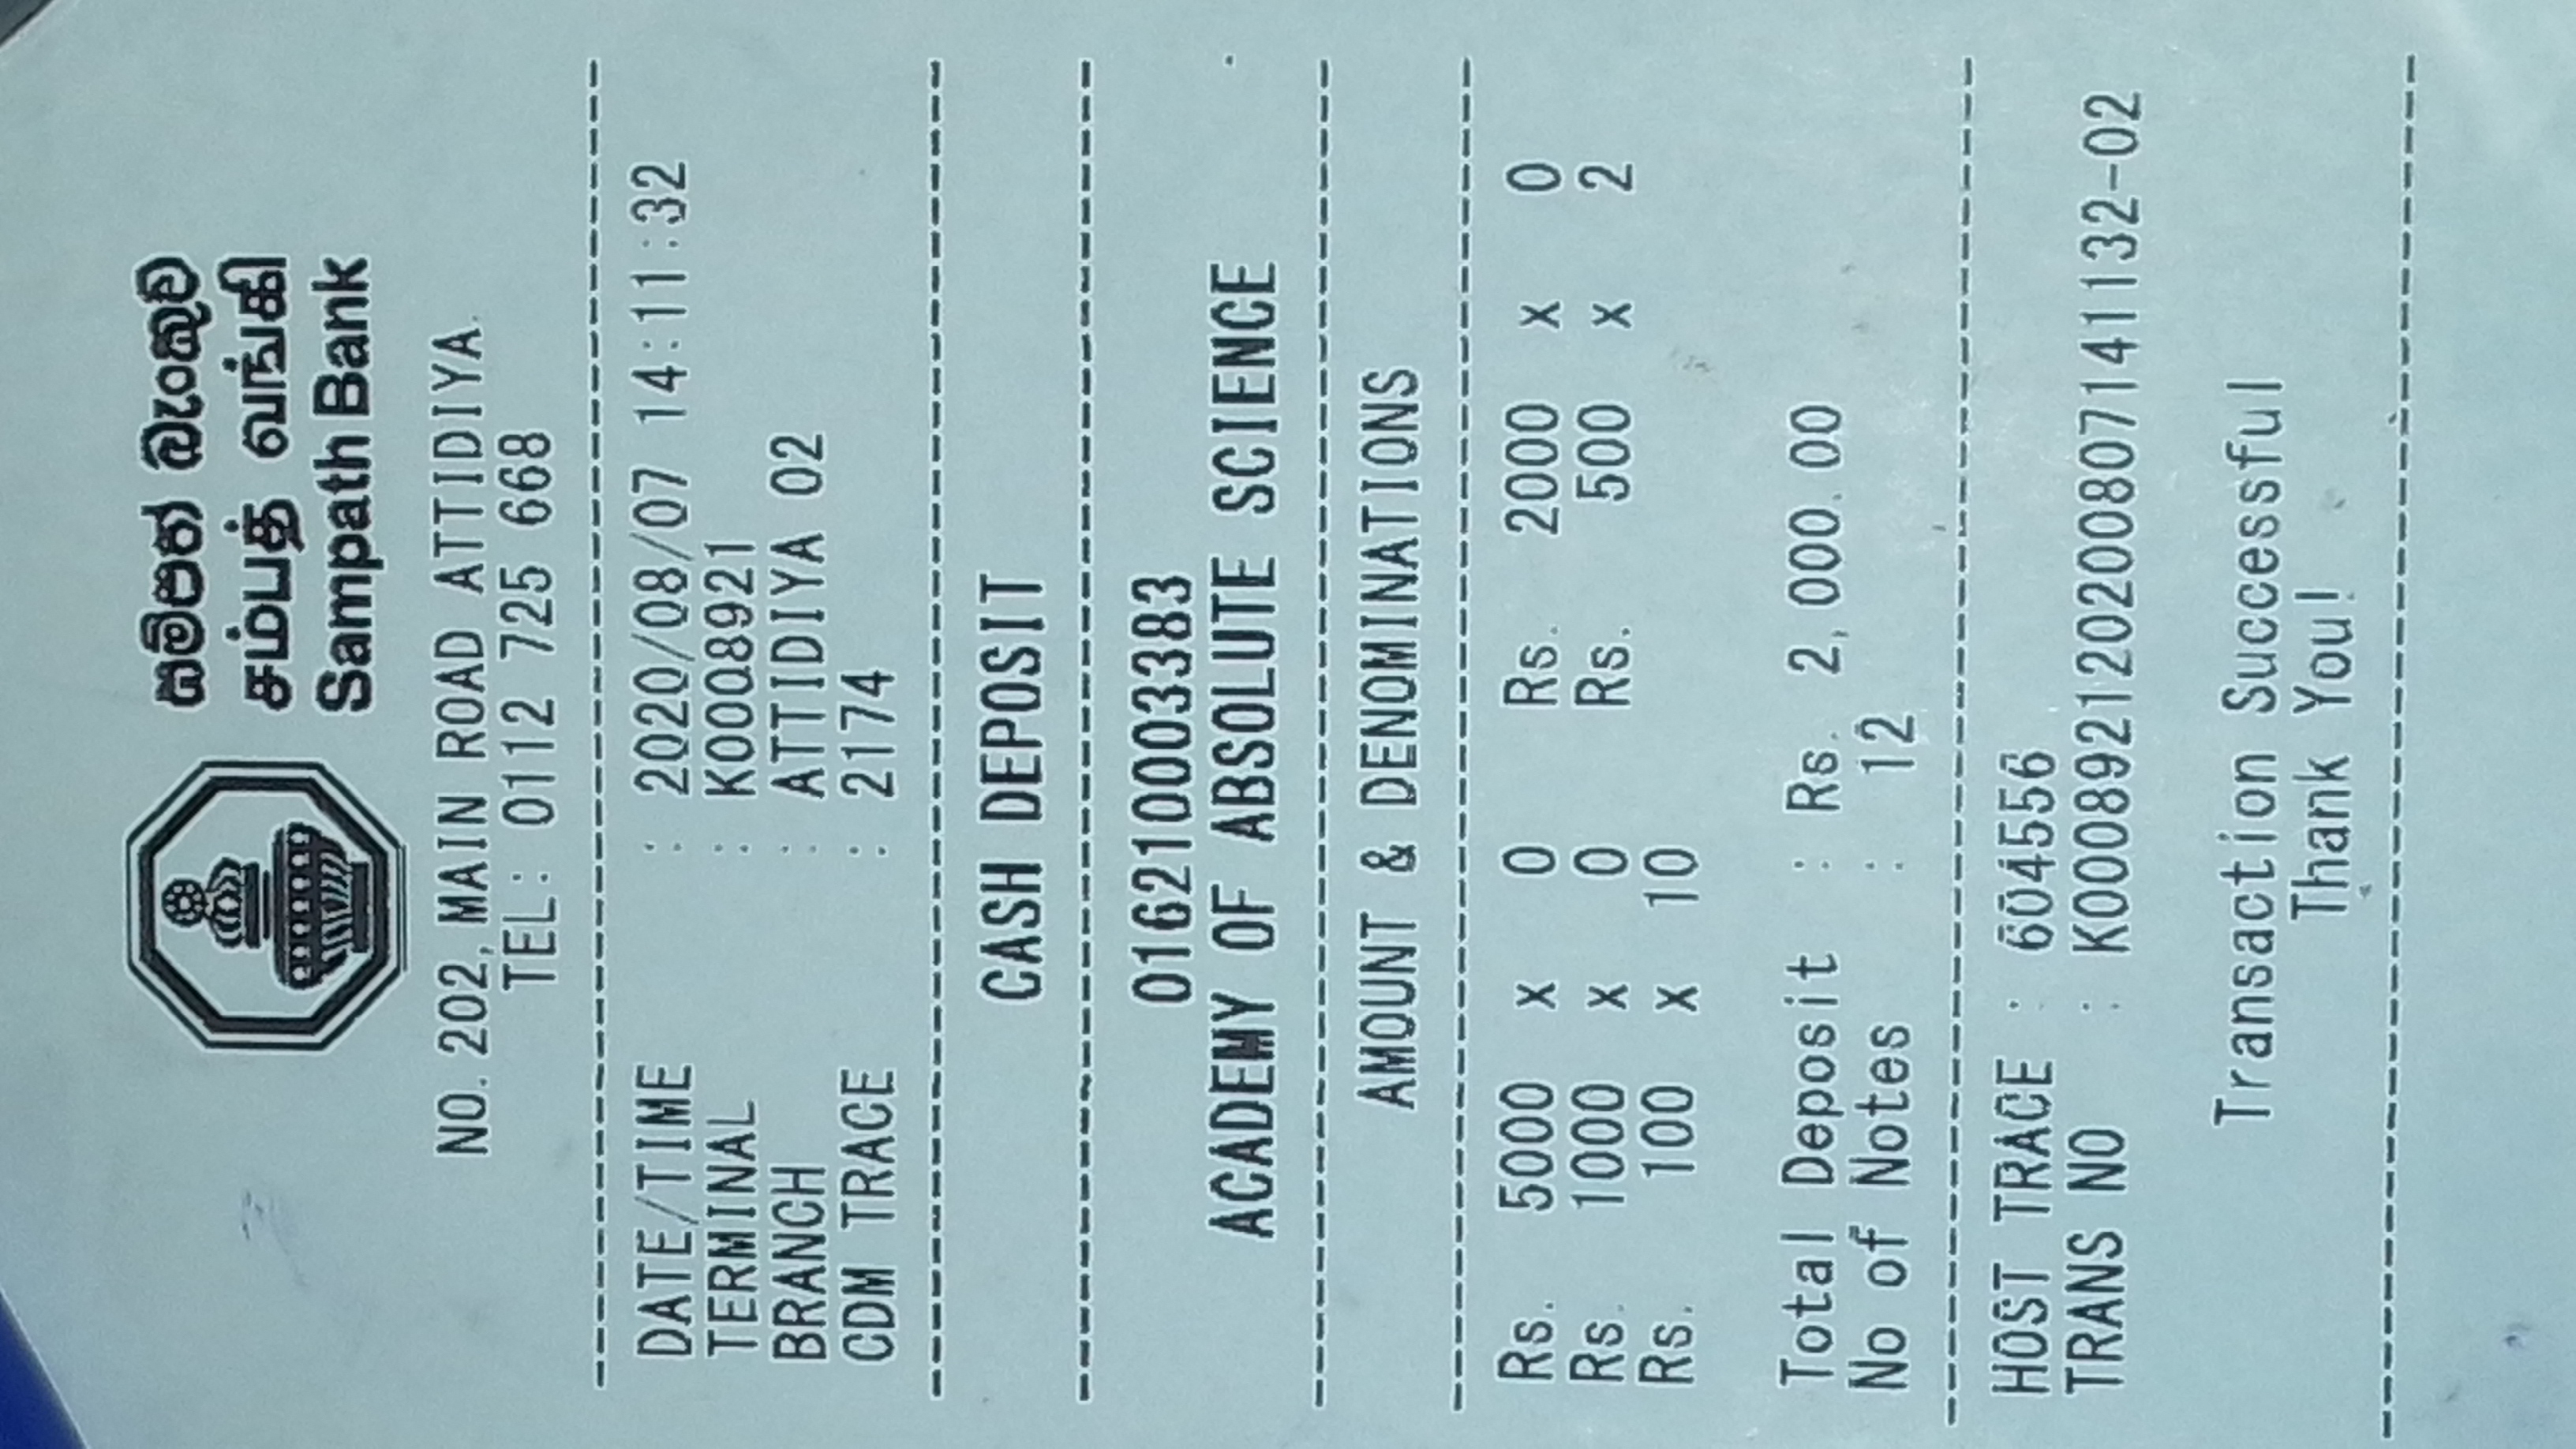 සම්පත් බැංකුව
சம்பத் வங்கி
Sampath Bank
NO. 202, MAIN ROAD ATTIDIYA.
TEL: 0112 725 668
DATE/TIME : 2020/08/07 14:11:32
TERMINAL : K0008921
BRANCH : ATTIDIYA 02
CDM TRACE : 2174
CASH DEPOSIT
016210003383
ACADEMY OF ABSOLUTE SCIENCE
AMOUNT & DENOMINATIONS
Rs. 5000 x 0 Rs. 2000 x 0
Rs. 1000 x 0 Rs. 500 x 2
Rs. 100 x 10
Total Deposit : Rs. 2,000.00
No of Notes : 12
HOST TRACE : 604556
TRANS NO : K000892120200807141132-02
Transaction Successful
Thank You!